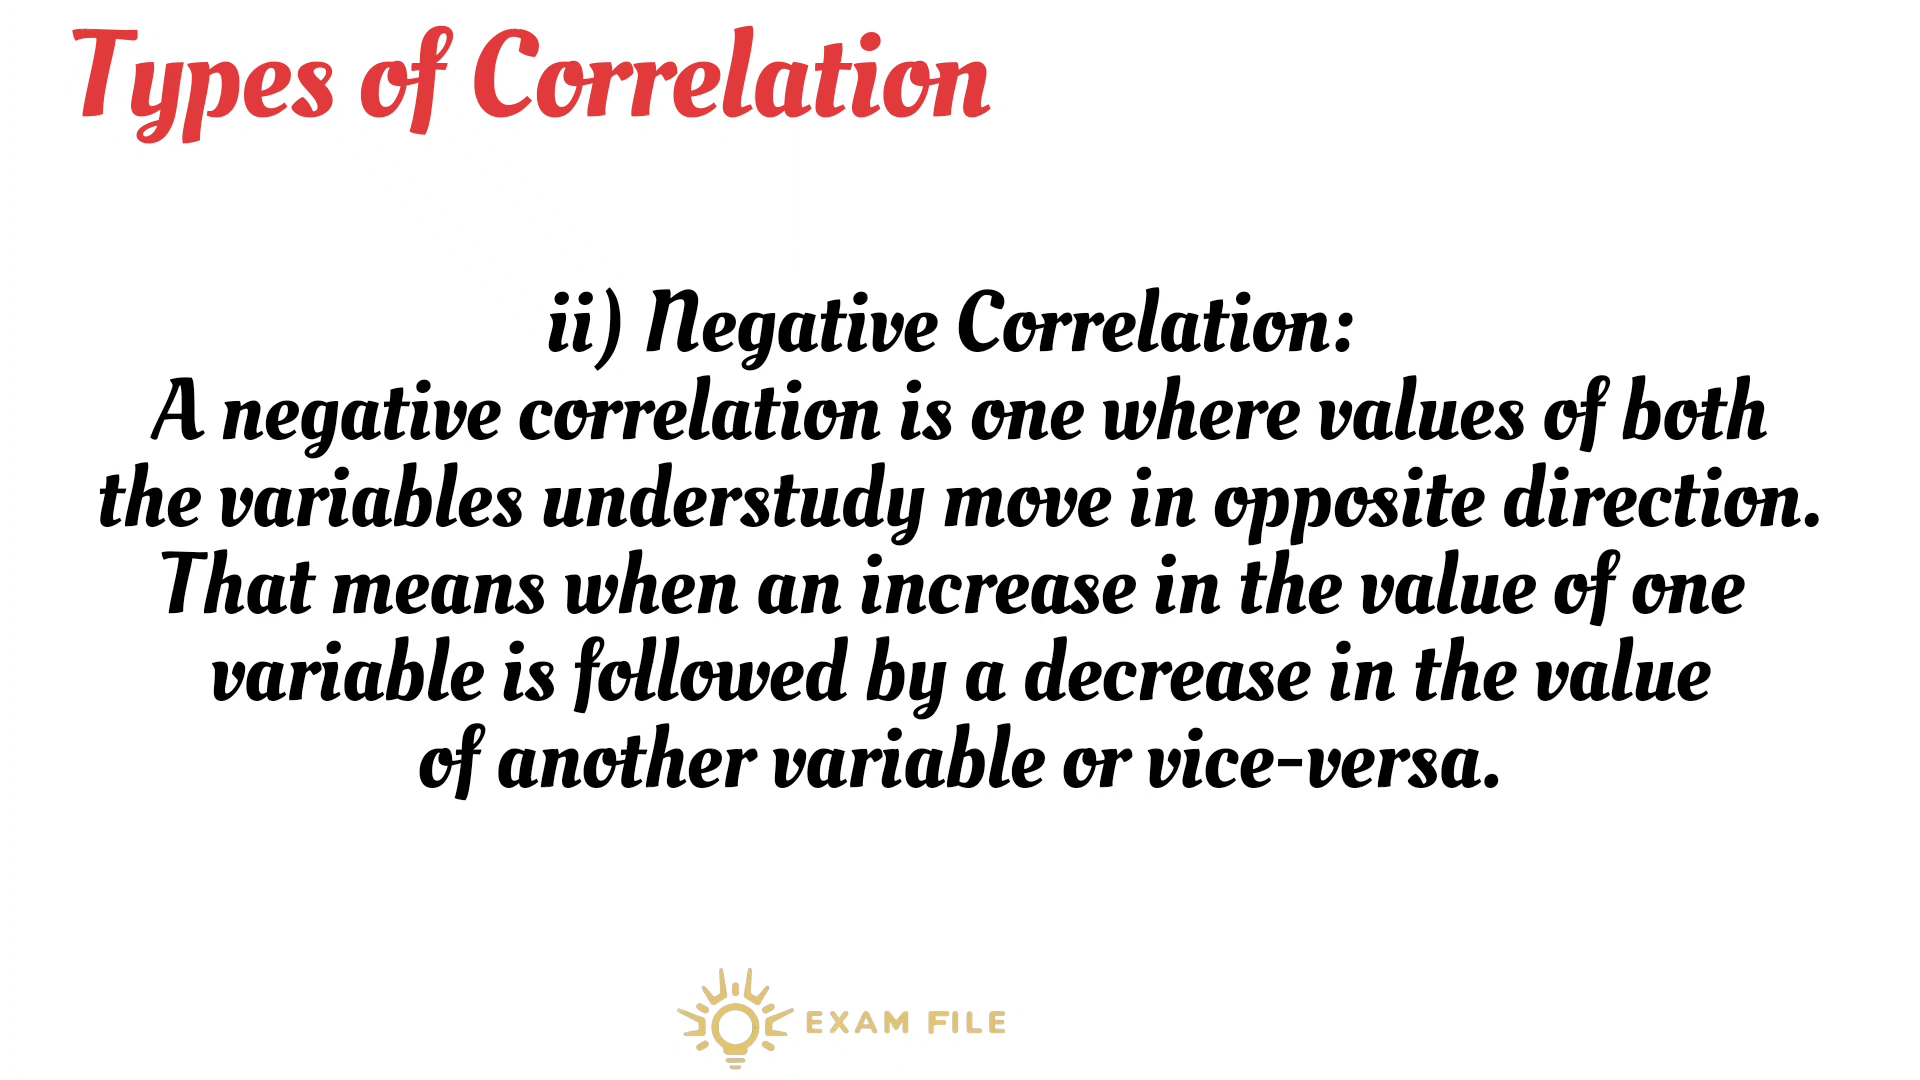 Types of Correlation
ii) Negative Correlation:
A negative correlation is one where values of both
the variables understudy move in opposite direction.
That means when an increase in the value of one
variable is followed by a decrease in the value
of another variable or vice-versa.
EXAM FILE